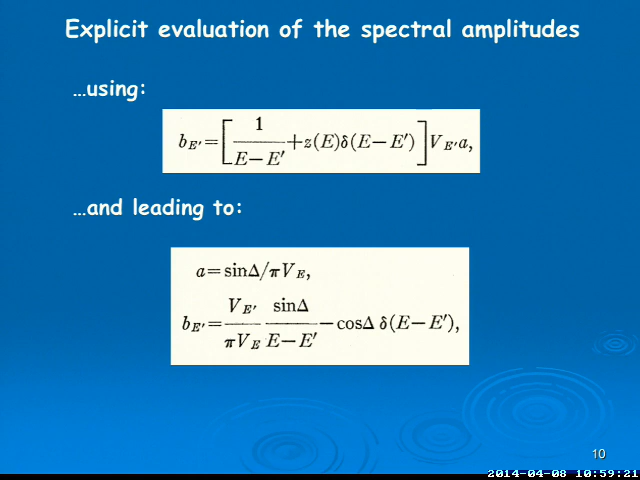 Explicit evaluation of the spectral amplitudes
…using:
b_{E'}=[1/(E−E')+z(E)δ(E−E')]V_{E'}a,
…and leading to:
a=sinΔ/πV_E,
b_{E'}=V_{E'}/πV_E sinΔ/(E−E')−cosΔ δ(E−E'),
10
2014-04-08 10:59:21